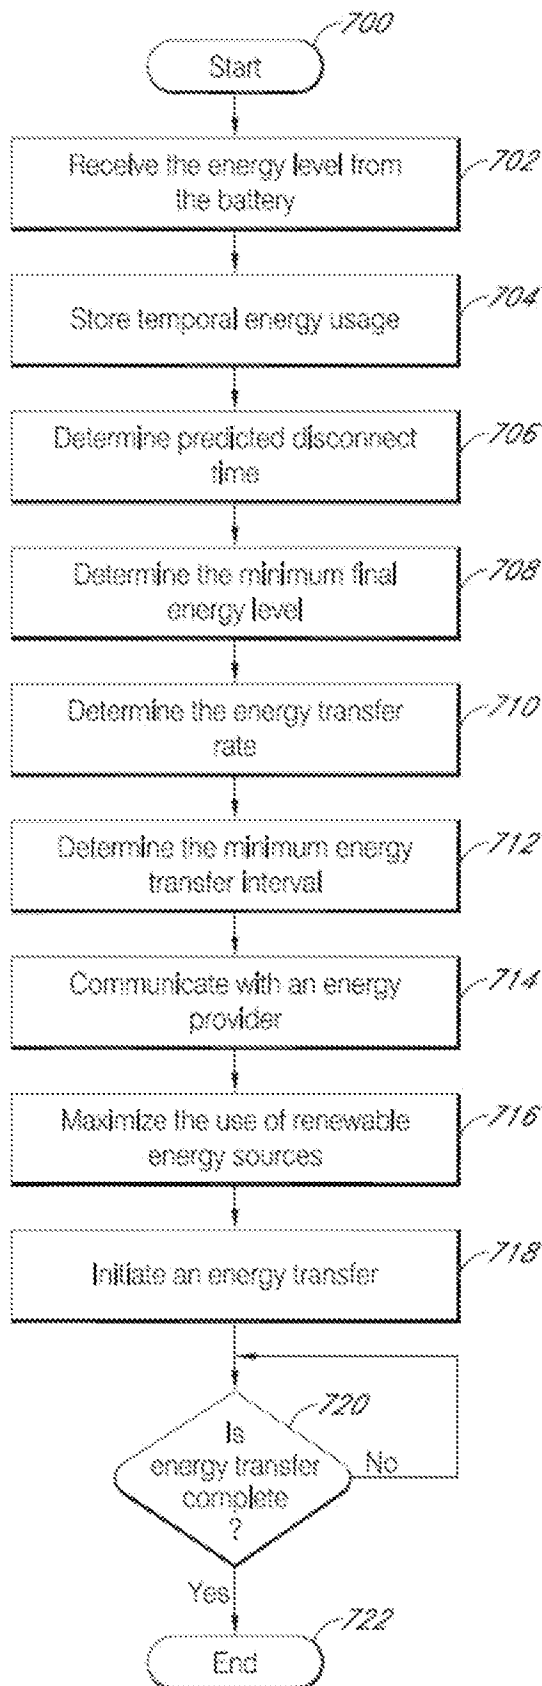 700
Start
Receive the energy level from
the battery
702
Store temporal energy usage
704
Determine predicted disconnect
time
706
Determine the minimum final
energy level
708
Determine the energy transfer
rate
710
Determine the minimum energy
transfer interval
712
Communicate with an energy
provider
714
Maximize the use of renewable
energy sources
716
Initiate an energy transfer
718
720
Is
energy transfer
complete
?
No
Yes
722
End